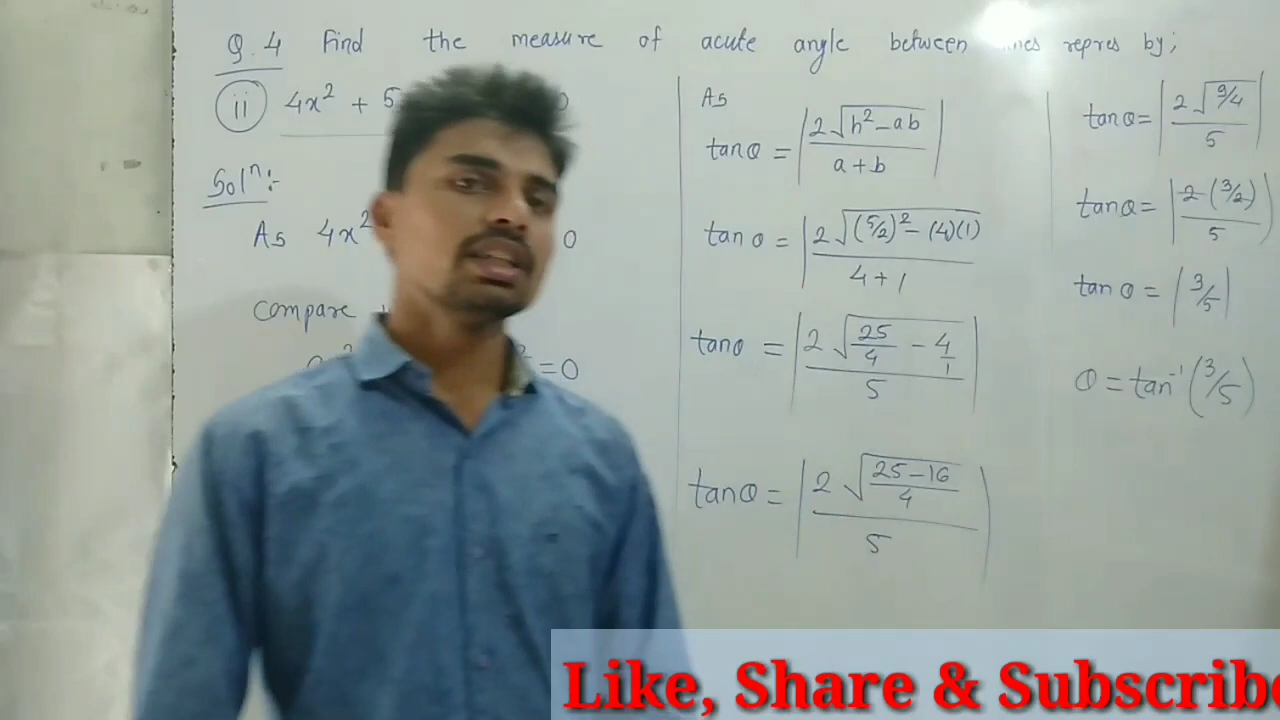 Q.4 Find the measure of acute angle between repres by;
(ii) 4x² + 5 0
Solⁿ:-
As 4x² 0
compare
=0
As
tanθ = |2√(h²-ab) / (a+b)|
tanθ = |2√((5/2)² - (4)(1)) / (4+1)|
tanθ = |2√(25/4 - 4/1) / 5|
tanθ = |2√((25-16)/4) / 5|
tanθ = |2√(9/4) / 5|
tanθ = |2(3/2) / 5|
tanθ = |3/5|
θ = tan⁻¹(3/5)
Like, Share & Subscribe